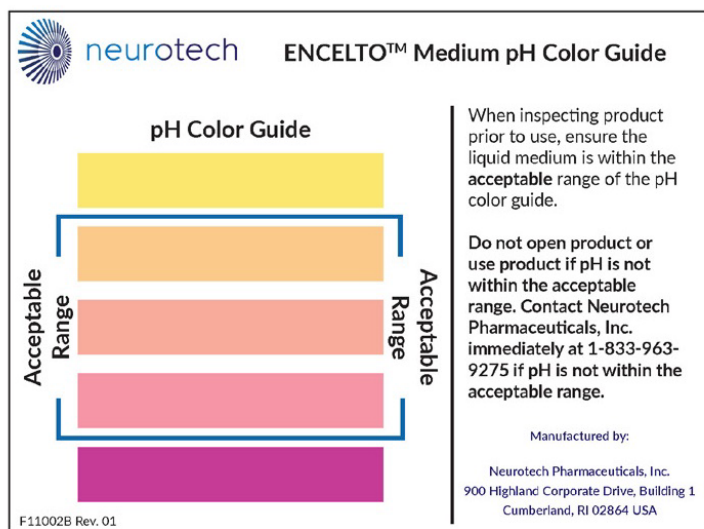 neurotech
ENCELTO™ Medium pH Color Guide
pH Color Guide
Acceptable
Range
Acceptable
Range
When inspecting product
prior to use, ensure the
liquid medium is within the
acceptable range of the pH
color guide.
Do not open product or
use product if pH is not
within the acceptable
range. Contact Neurotech
Pharmaceuticals, Inc.
immediately at 1-833-963-
9275 if pH is not within the
acceptable range.
Manufactured by:
Neurotech Pharmaceuticals, Inc.
900 Highland Corporate Drive, Building 1
Cumberland, RI 02864 USA
F11002B Rev. 01